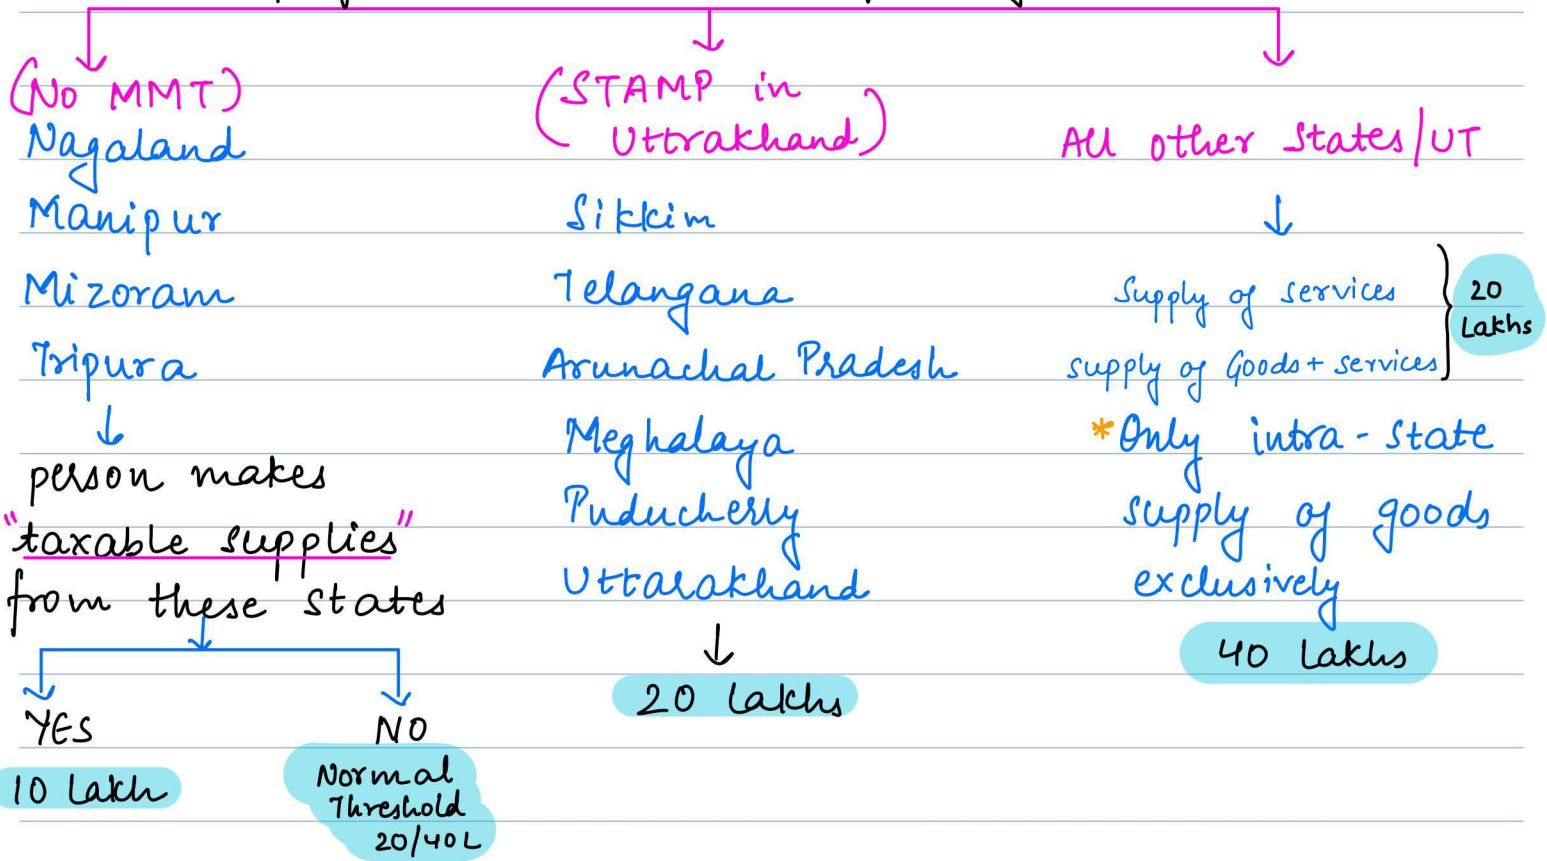 (No MMT)
Nagaland
Manipur
Mizoram
Tripura
person makes
"taxable supplies"
from these states
YES
10 Lakh
NO
Normal
Threshold
20/40L
(STAMP in
Uttrakhand)
Sikkim
Telangana
Arunachal Pradesh
Meghalaya
Puducherry
Uttarakhand
20 Lakhs
All other States/UT
Supply of services
supply of Goods + services
20
Lakhs
*Only intra-state
supply of goods
exclusively
40 Lakhs